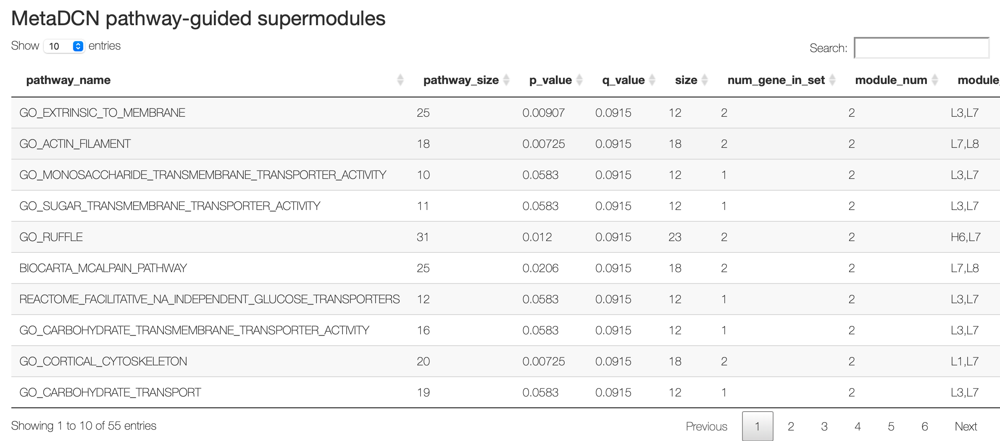 MetaDCN pathway-guided supermodules
Show 10 entries
Search:
pathway_name pathway_size p_value q_value size num_gene_in_set module_num module_
GO_EXTRINSIC_TO_MEMBRANE 25 0.00907 0.0915 12 2 2 L3,L7
GO_ACTIN_FILAMENT 18 0.00725 0.0915 18 2 2 L7,L8
GO_MONOSACCHARIDE_TRANSMEMBRANE_TRANSPORTER_ACTIVITY 10 0.0583 0.0915 12 1 2 L3,L7
GO_SUGAR_TRANSMEMBRANE_TRANSPORTER_ACTIVITY 11 0.0583 0.0915 12 1 2 L3,L7
GO_RUFFLE 31 0.012 0.0915 23 2 2 H6,L7
BIOCARTA_MCALPAIN_PATHWAY 25 0.0206 0.0915 18 2 2 L7,L8
REACTOME_FACILITATIVE_NA_INDEPENDENT_GLUCOSE_TRANSPORTERS 12 0.0583 0.0915 12 1 2 L3,L7
GO_CARBOHYDRATE_TRANSMEMBRANE_TRANSPORTER_ACTIVITY 16 0.0583 0.0915 12 1 2 L3,L7
GO_CORTICAL_CYTOSKELETON 20 0.00725 0.0915 18 2 2 L1,L7
GO_CARBOHYDRATE_TRANSPORT 19 0.0583 0.0915 12 1 2 L3,L7
Showing 1 to 10 of 55 entries
Previous 1 2 3 4 5 6 Next